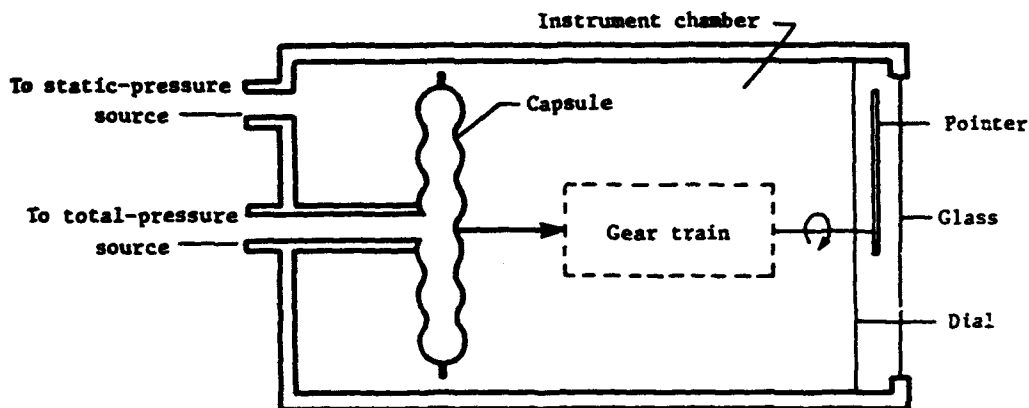 Instrument chamber
To static-pressure
source
Capsule
Pointer
To total-pressure
source
Gear train
Glass
Dial